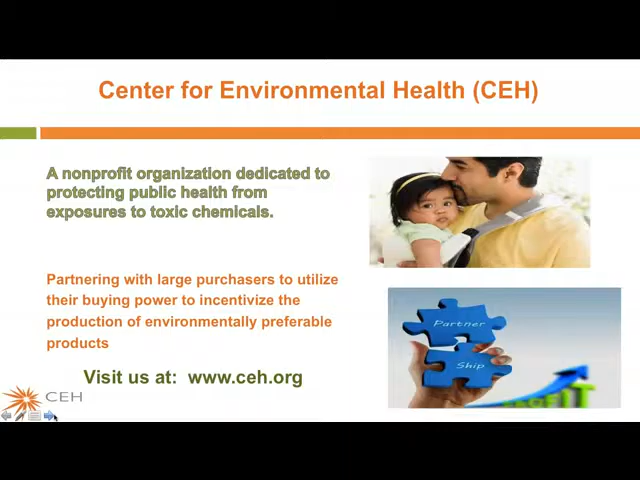 Center for Environmental Health (CEH)
A nonprofit organization dedicated to
protecting public health from
exposures to toxic chemicals.
Partnering with large purchasers to utilize
their buying power to incentivize the
production of environmentally preferable
products
Visit us at: www.ceh.org
Partner
Ship
CEH